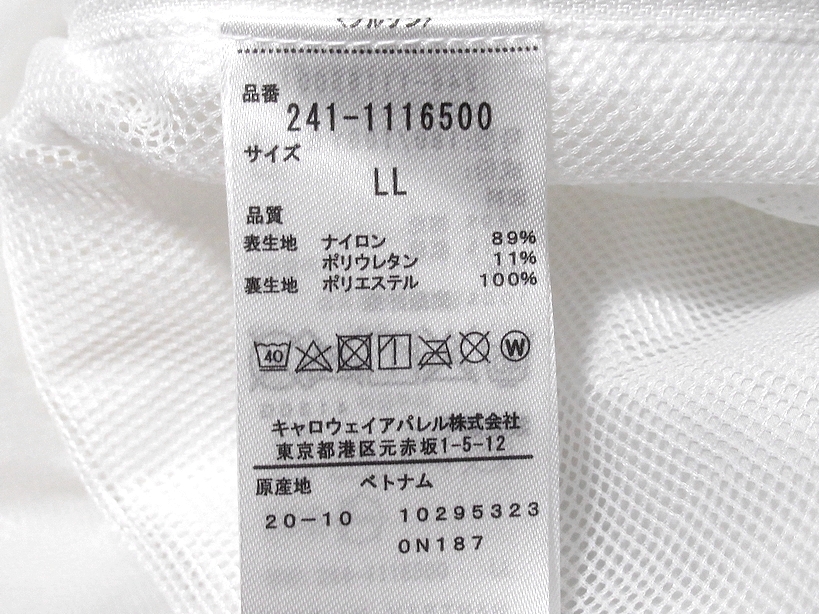 品番
241-1116500
サイズ
LL
品質
表生地 ナイロン 89%
ポリウレタン 11%
裏生地 ポリエステル 100%
40 W
キャロウェイアパレル株式会社
東京都港区元赤坂1-5-12
原産地 ベトナム
20-10 10295323
0N187